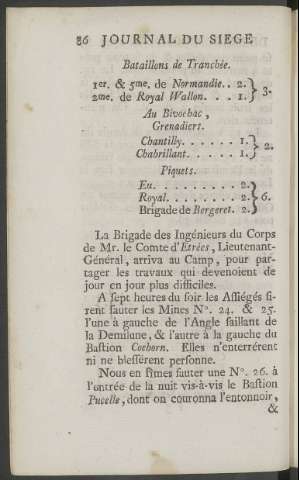 86 JOURNAL DU SIEGE
Bataillons de Tranchée.
1er. & 5me. de Normandie.. 2.
2me. de Royal Wallon. . . 1. } 3.
Au Bivochac,
Grenadiers.
Chantilly. . . . . . 1.
Chabrillant. . . . . 1. } 2.
Piquets.
Eu. . . . . . . . . 2.
Royal. . . . . . . . 2. } 6.
Brigade de Bergeret. 2.
La Brigade des Ingénieurs du Corps
de Mr. le Comte d'Etrées, Lieutenant-
Général, arriva au Camp, pour par-
tager les travaux qui devenoient de
jour en jour plus difficiles.
A sept heures du soir les Assiégés fi-
rent sauter les Mines N°. 24. & 25.
l'une à gauche de l'Angle saillant de
la Demilune, & l'autre à la gauche du
Bastion Coehorn. Elles n'enterrérent
ni ne blessérent personne.
Nous en fîmes sauter une N°. 26. à
l'entrée de la nuit vis-à-vis le Bastion
Pucelle, dont on couronna l'entonnoir,
&